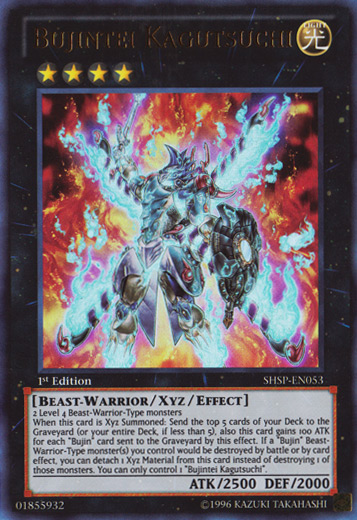 BUJINTEI KAGUTSUCHI
LIGHT
光
1st Edition
SHSP-EN053
[BEAST-WARRIOR/XYZ/EFFECT]
2 Level 4 Beast-Warrior-Type monsters
When this card is Xyz Summoned: Send the top 5 cards of your Deck to the
Graveyard (or your entire Deck, if less than 5), also this card gains 100 ATK
for each "Bujin" card sent to the Graveyard by this effect. If a "Bujin" Beast-
Warrior-Type monster(s) you control would be destroyed by battle or by card
effect, you can detach 1 Xyz Material from this card instead of destroying 1 of
those monsters. You can only control 1 "Bujintei Kagutsuchi".
ATK/2500 DEF/2000
01855932
©1996 KAZUKI TAKAHASHI